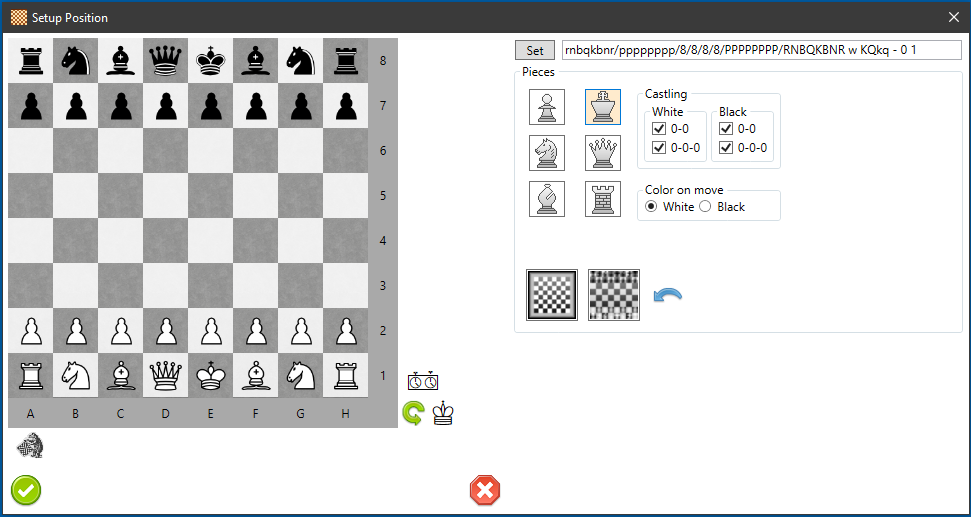 Setup Position
8
7
6
5
4
3
2
1
A B C D E F G H
Set
rnbqkbnr/pppppppp/8/8/8/8/PPPPPPPP/RNBQKBNR w KQkq - 0 1
Pieces
Castling
White Black
0-0 0-0
0-0-0 0-0-0
Color on move
White Black